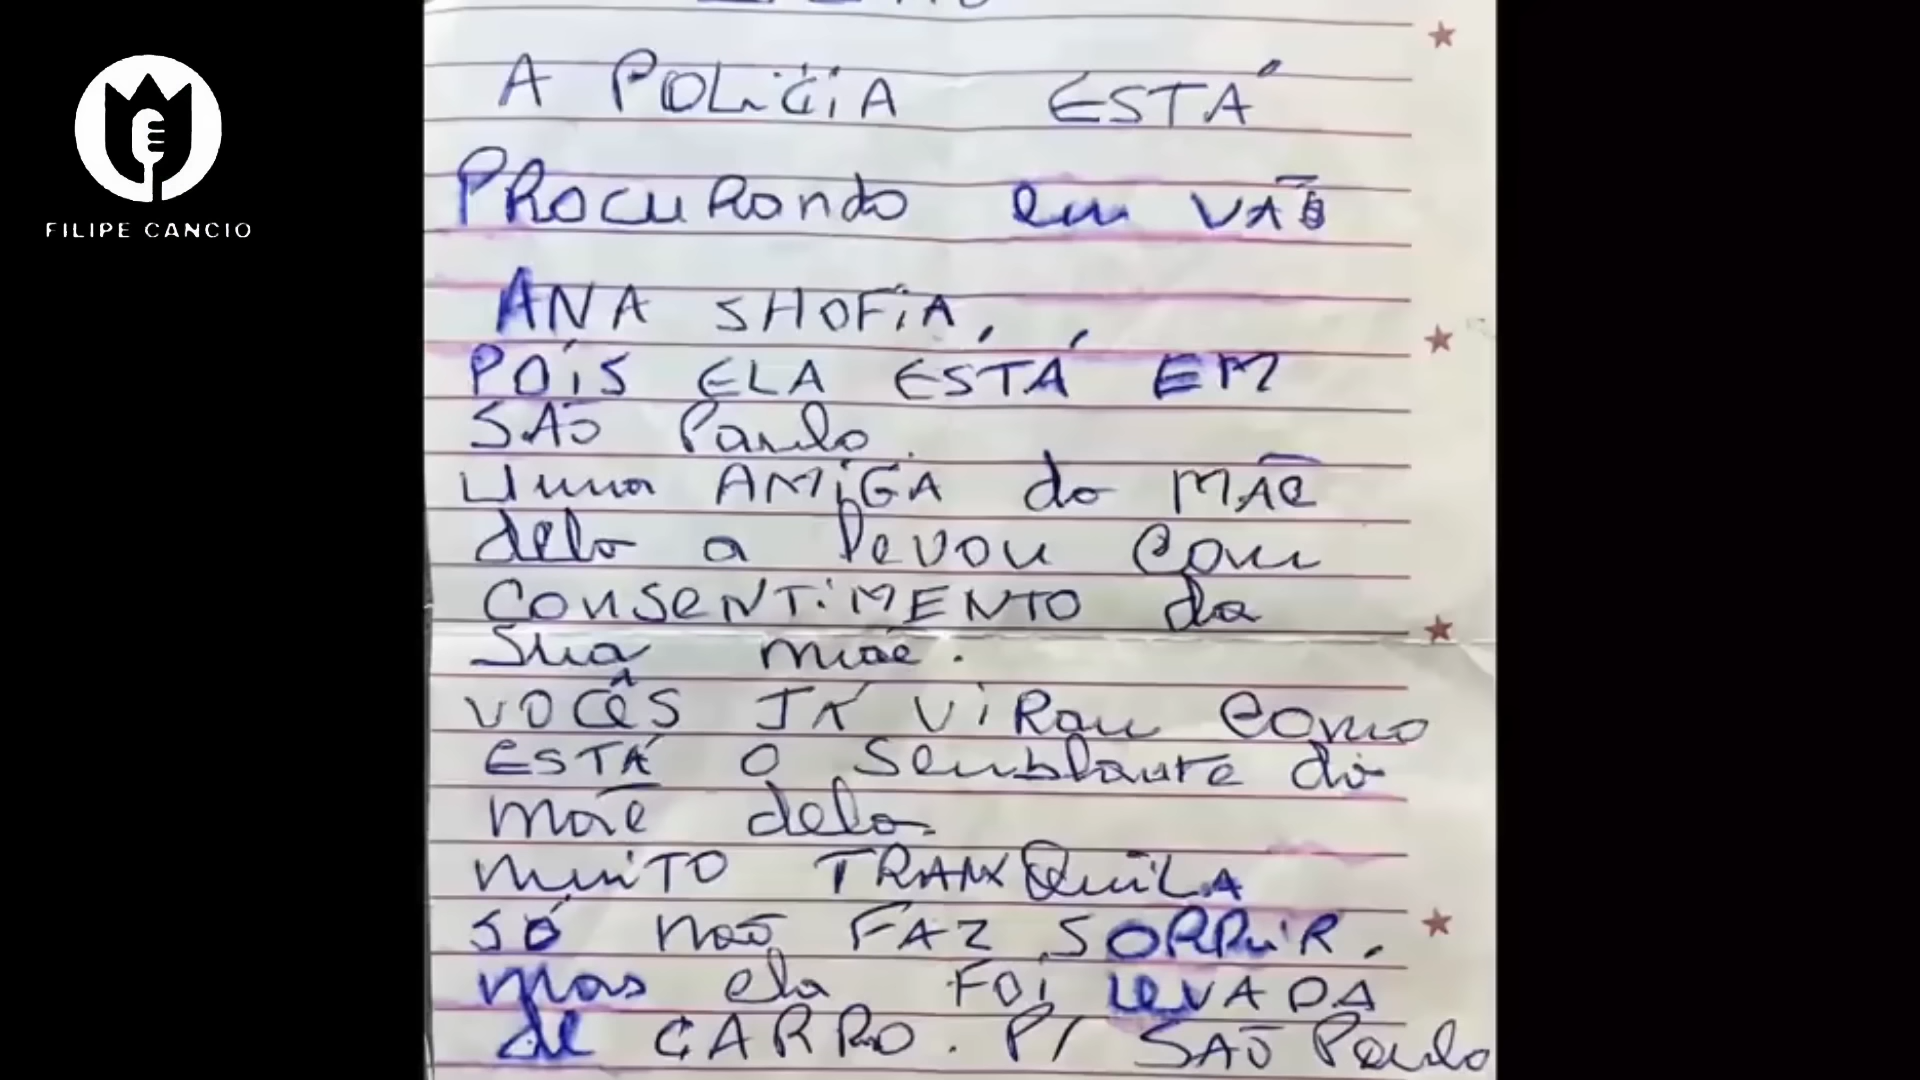 FILIPE CANCIO
A POLICIA ESTÁ
PROCURando em VÃO
ANA SHOFIA,
POIS ELA ESTÁ EM
SÃO Paulo
Uma AMIGA da MÃE
dela a levou com
CONSENTIMENTO da
Sua mãe.
VOCÊS JÁ VIRam como
ESTÁ O Semblante da
mãe dela
muiTO TRANXQuiLA
SÓ não FAZ SORRiR,
mas ela FOI LEVADA
de CARRO. P/ SÃO Paulo